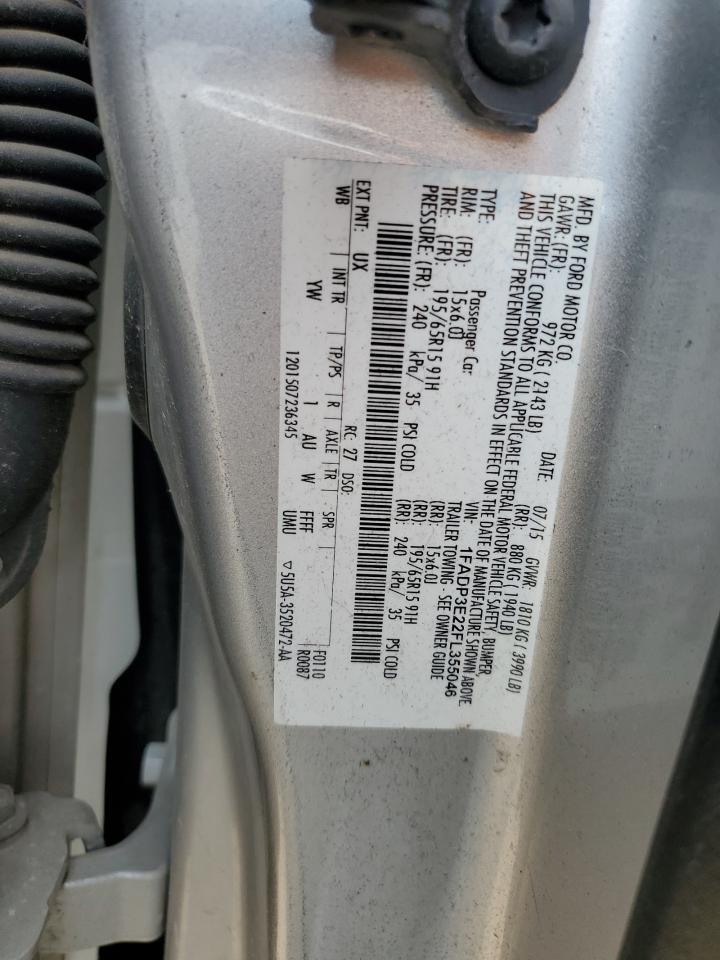 MFD. BY FORD MOTOR CO. DATE: 07/15 GVWR: 1810 KG ( 3990 LB)
GAWR: (FR): 972 KG ( 2143 LB) (RR): 880 KG ( 1940 LB)
THIS VEHICLE CONFORMS TO ALL APPLICABLE FEDERAL MOTOR VEHICLE SAFETY, BUMPER,
AND THEFT PREVENTION STANDARDS IN EFFECT ON THE DATE OF MANUFACTURE SHOWN ABOVE.
VIN: 1FADP3E22FL355046
TYPE: Passenger Car TRAILER TOWING - SEE OWNER GUIDE
RIM: (FR): 15x6.0J (RR): 15x6.0J
TIRE: (FR): 195/65R15 91H (RR): 195/65R15 91H
PRESSURE: (FR): 240 kPa/ 35 PSI COLD (RR): 240 kPa/ 35 PSI COLD
EXT PNT: UX RC: 27 DSO:
WB INT TR TP/PS R AXLE TR SPR F0110
YW 1 AU W FFF R0087
1201507236345 UMU ▽5U5A-3520472-AA